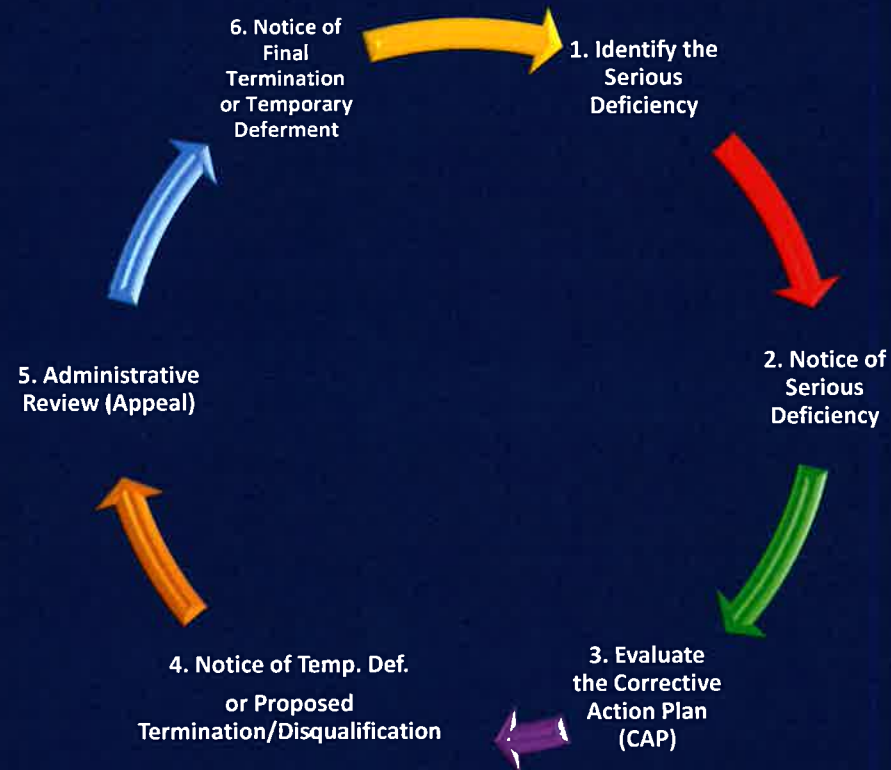 1. Identify the
Serious
Deficiency
2. Notice of
Serious
Deficiency
3. Evaluate
the Corrective
Action Plan
(CAP)
4. Notice of Temp. Def.
or Proposed
Termination/Disqualification
5. Administrative
Review (Appeal)
6. Notice of
Final
Termination
or Temporary
Deferment